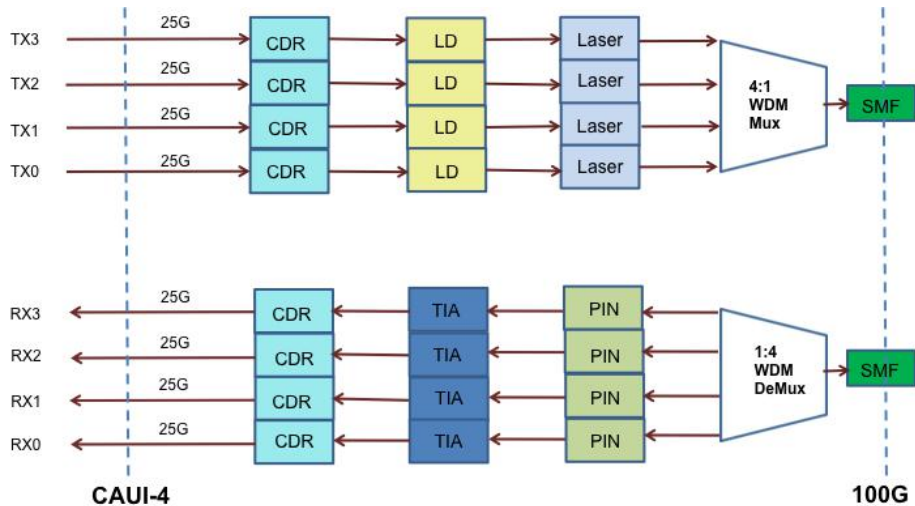 TX3 25G CDR LD Laser
TX2 25G CDR LD Laser
TX1 25G CDR LD Laser
TX0 25G CDR LD Laser
4:1
WDM
Mux
SMF
RX3 25G CDR TIA PIN
RX2 25G CDR TIA PIN
RX1 25G CDR TIA PIN
RX0 25G CDR TIA PIN
1:4
WDM
DeMux
SMF
CAUI-4 100G